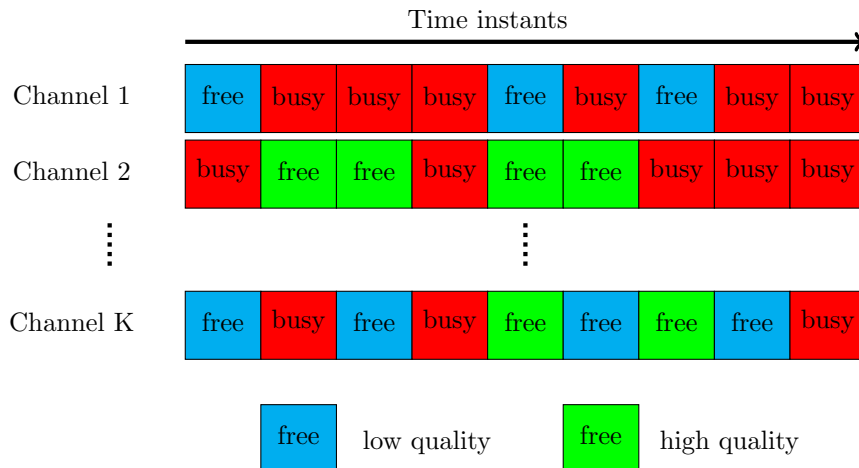 Time instants
Channel 1 free busy busy busy free busy free busy busy
Channel 2 busy free free busy free free busy busy busy
Channel K free busy free busy free free free free busy
free low quality free high quality